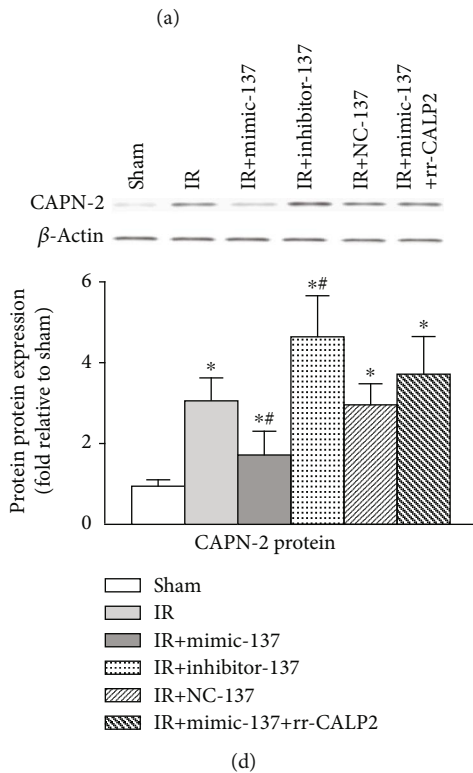 (a)
Sham
IR
IR+mimic-137
IR+inhibitor-137
IR+NC-137
IR+mimic-137
+rr-CALP2
CAPN-2
β-Actin
Protein protein expression
(fold relative to sham)
6
4
2
0
*
*#
*#
*
*
CAPN-2 protein
Sham
IR
IR+mimic-137
IR+inhibitor-137
IR+NC-137
IR+mimic-137+rr-CALP2
(d)